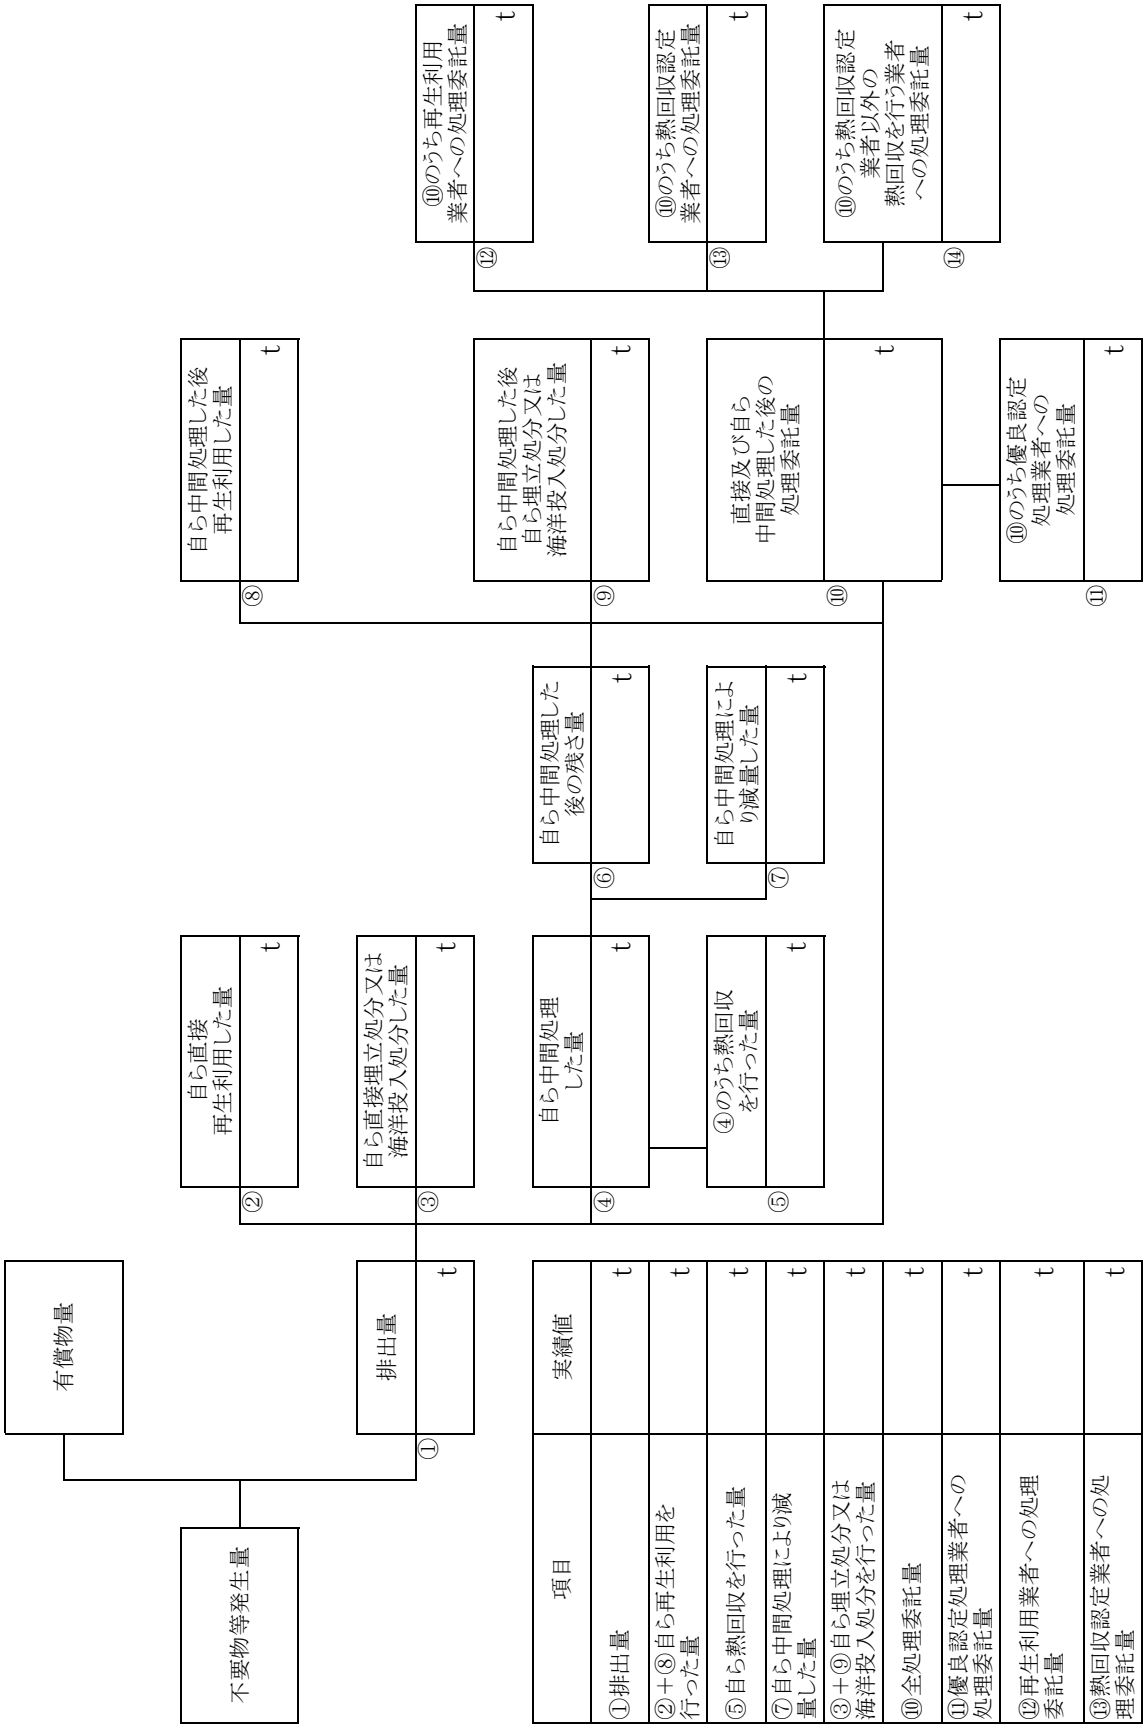 不要物等発生量
有償物量
①
排出量
t
②
自ら直接
再生利用した量
t
③
自ら直接埋立処分又は
海洋投入処分した量
t
④
自ら中間処理
した量
t
⑤
④のうち熱回収
を行った量
t
⑥
自ら中間処理した
後の残さ量
t
⑦
自ら中間処理によ
り減量した量
t
⑧
自ら中間処理した後
再生利用した量
t
⑨
自ら中間処理した後
自ら埋立処分又は
海洋投入処分した量
t
⑩
直接及び自ら
中間処理した後の
処理委託量
t
⑪
⑩のうち優良認定
処理業者への
処理委託量
t
⑫
⑩のうち再生利用
業者への処理委託量
t
⑬
⑩のうち熱回収認定
業者への処理委託量
t
⑭
⑩のうち熱回収認定
業者以外の
熱回収を行う業者
への処理委託量
t
項目
実績値
①排出量
t
②+⑧自ら再生利用を
行った量
t
⑤自ら熱回収を行った量
t
⑦自ら中間処理により減
量した量
t
③+⑨自ら埋立処分又は
海洋投入処分を行った量
t
⑩全処理委託量
t
⑪優良認定処理業者への
処理委託量
t
⑫再生利用業者への処理
委託量
t
⑬熱回収認定業者への処
理委託量
t